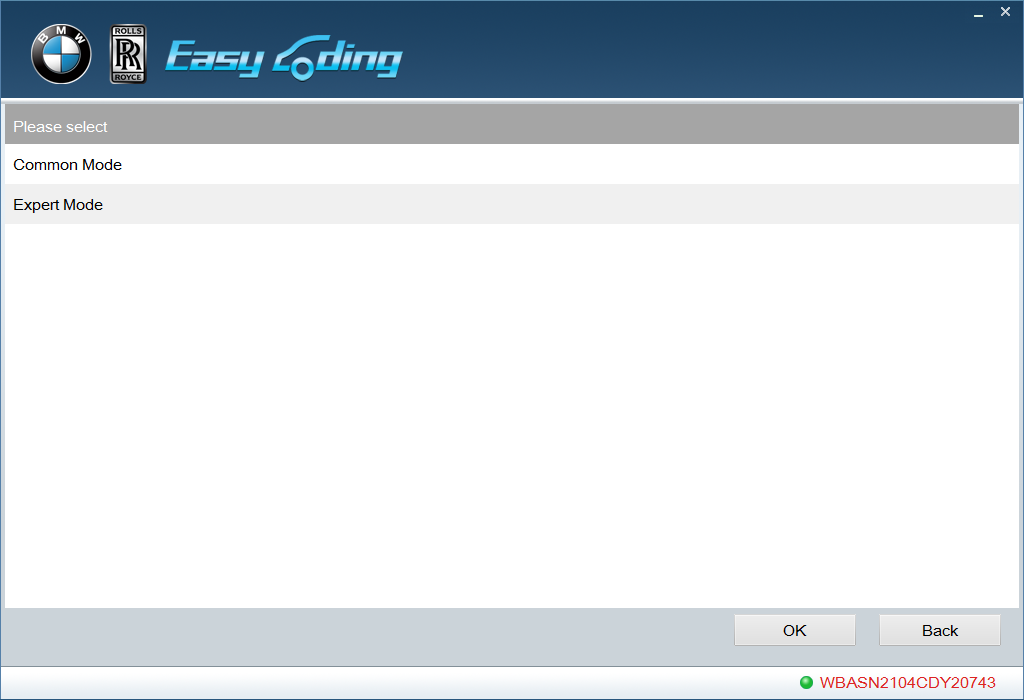 BMW
ROLLS
RR
ROYCE
Easy Coding
Please select
Common Mode
Expert Mode
OK
Back
WBASN2104CDY20743